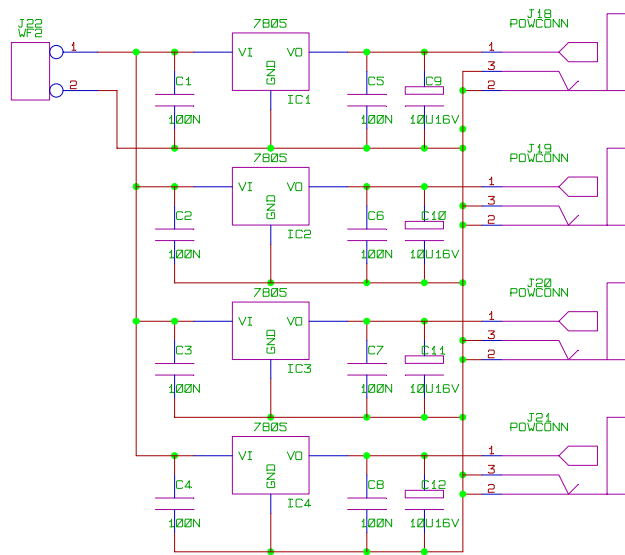 J22
WF2
1
2
7805
VI
VO
GND
IC1
C1
100N
C5
100N
C9
10U16V
J18
POWCONN
1
3
2
7805
VI
VO
GND
IC2
C2
100N
C6
100N
C10
10U16V
J19
POWCONN
1
3
2
7805
VI
VO
GND
IC3
C3
100N
C7
100N
C11
10U16V
J20
POWCONN
1
3
2
7805
VI
VO
GND
IC4
C4
100N
C8
100N
C12
10U16V
J21
POWCONN
1
3
2